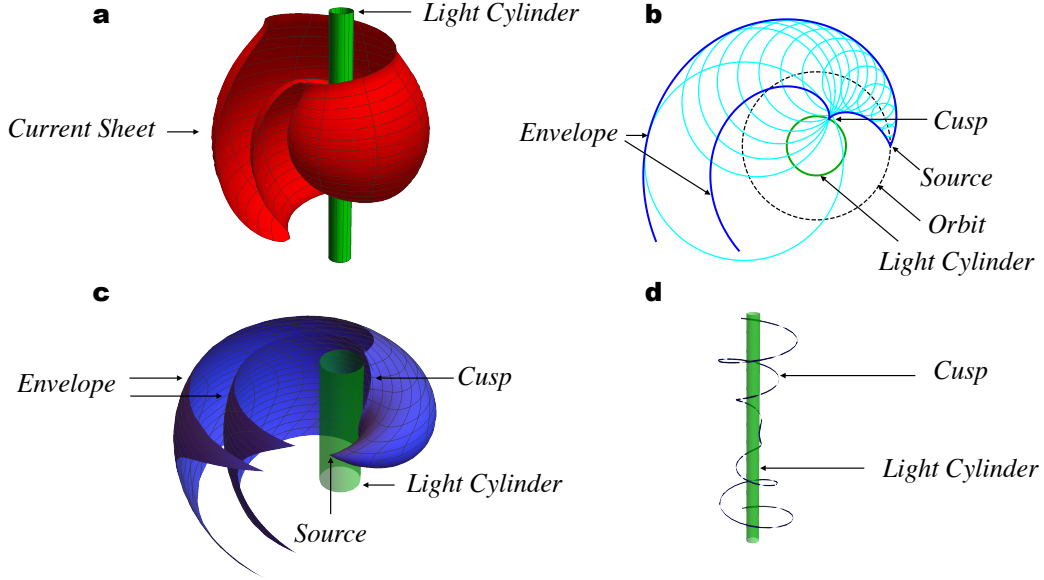 a
Light Cylinder
Current Sheet
b
Envelope
Cusp
Source
Orbit
Light Cylinder
c
Envelope
Cusp
Light Cylinder
Source
d
Cusp
Light Cylinder